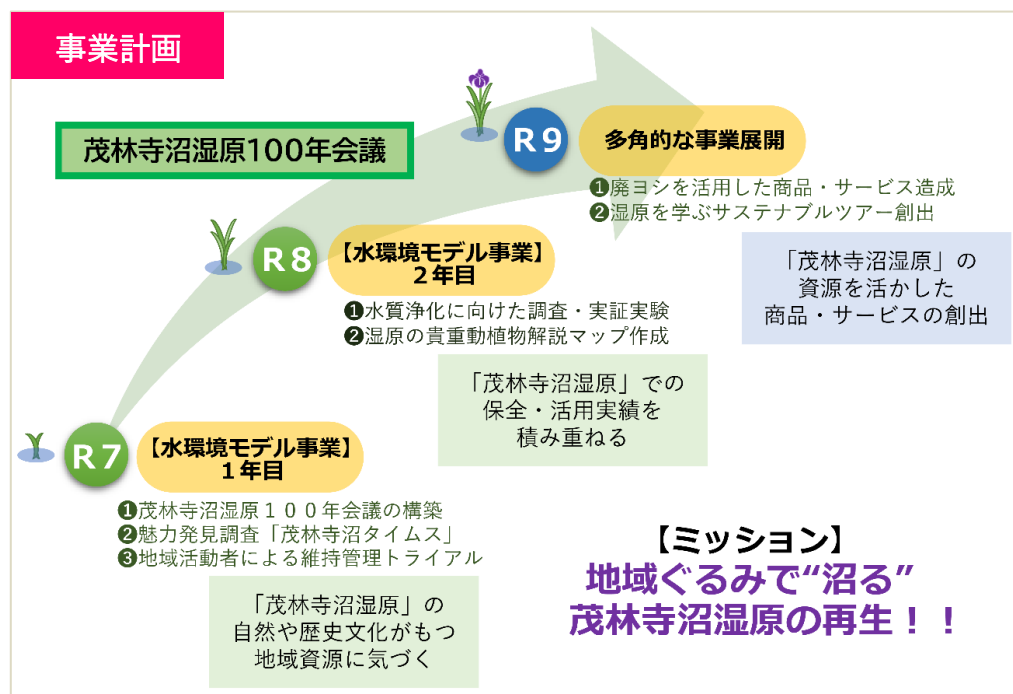 事業計画
茂林寺沼湿原100年会議
R9
多角的な事業展開
❶廃ヨシを活用した商品・サービス造成
❷湿原を学ぶサステナブルツアー創出
「茂林寺沼湿原」の
資源を活かした
商品・サービスの創出
R8
【水環境モデル事業】
２年目
❶水質浄化に向けた調査・実証実験
❷湿原の貴重動植物解説マップ作成
「茂林寺沼湿原」での
保全・活用実績を
積み重ねる
R7
【水環境モデル事業】
１年目
❶茂林寺沼湿原１００年会議の構築
❷魅力発見調査「茂林寺沼タイムス」
❸地域活動者による維持管理トライアル
「茂林寺沼湿原」の
自然や歴史文化がもつ
地域資源に気づく
【ミッション】
地域ぐるみで“沼る”
茂林寺沼湿原の再生！！